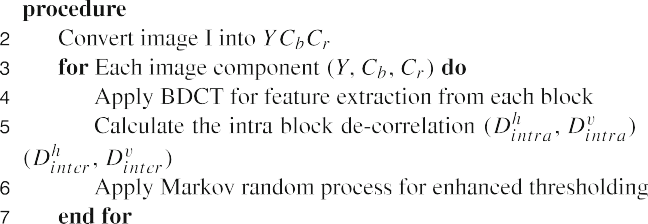 procedure
2 Convert image I into $YC_bC_r$
3 for Each image component ($Y, C_b, C_r$) do
4 Apply BDCT for feature extraction from each block
5 Calculate the intra block de-correlation ($D^h_{intra}, D^v_{intra}$)
($D^h_{inter}, D^v_{inter}$)
6 Apply Markov random process for enhanced thresholding
7 end for